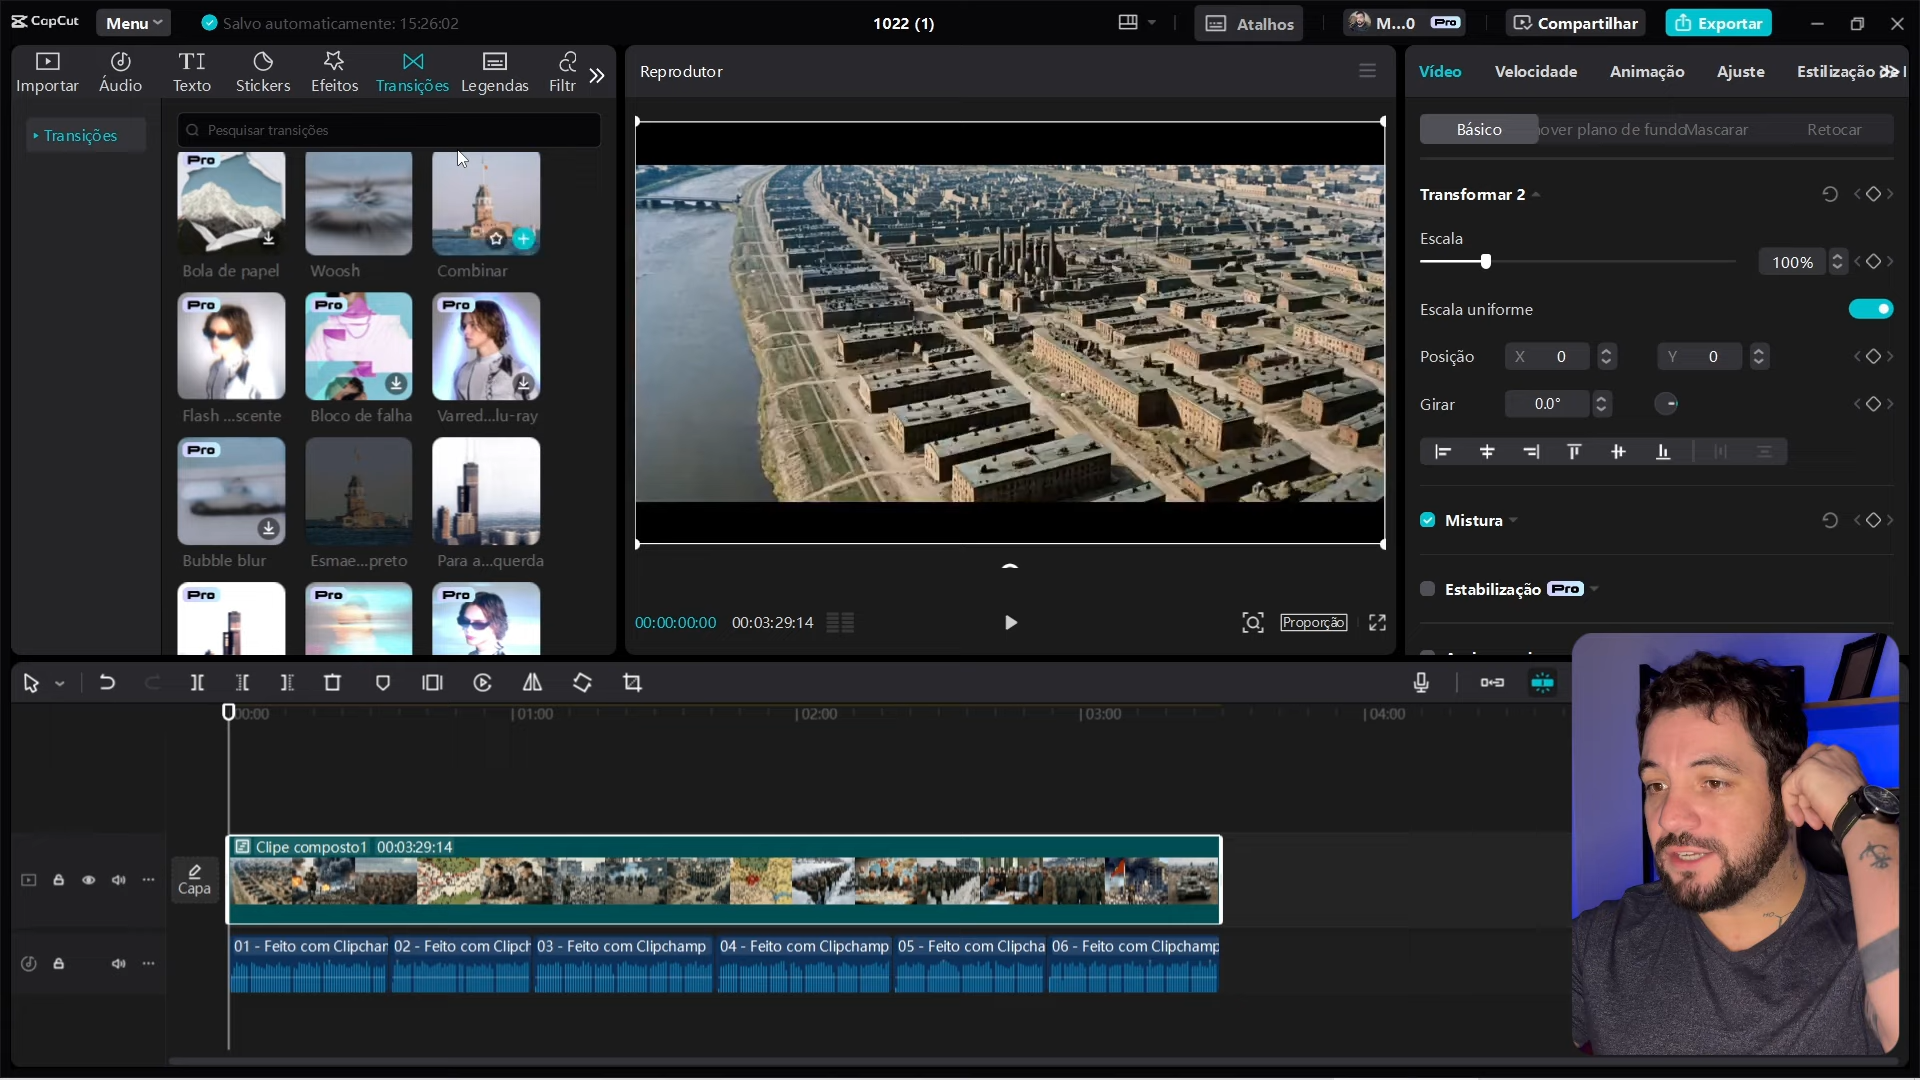 CapCut
Menu
Salvo automaticamente: 15:26:02
1022 (1)
Atalhos
M...0
Pro
Compartilhar
Exportar
Importar
Áudio
Texto
Stickers
Efeitos
Transições
Legendas
Filtr
Transições
Pesquisar transições
Pro
Bola de papel
Woosh
Combinar
Pro
Pro
Pro
Flash ...scente
Bloco de falha
Varred...lu-ray
Pro
Bubble blur
Esmae...preto
Para a...querda
Pro
Pro
Pro
Reprodutor
00:00:00:00
00:03:29:14
Proporção
Vídeo
Velocidade
Animação
Ajuste
Estilização
Básico
over plano de fundo
Mascarar
Retocar
Transformar 2
Escala
100%
Escala uniforme
Posição
X 0
Y 0
Girar
0.0°
Mistura
Estabilização
Pro
00:00
01:00
02:00
03:00
04:00
Capa
Clipe composto1 00:03:29:14
01 - Feito com Clipchan
02 - Feito com Clipch
03 - Feito com Clipchamp
04 - Feito com Clipchamp
05 - Feito com Clipcha
06 - Feito com Clipchamp